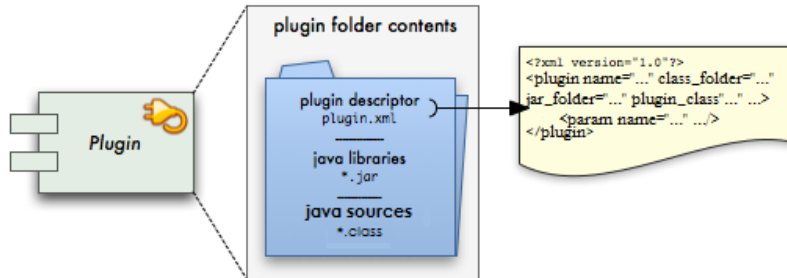 plugin folder contents
Plugin
plugin descriptor
plugin.xml
java libraries
*.jar
java sources
*.class
<?xml version="1.0"?>
<plugin name="..." class_folder="..."
jar_folder="..." plugin_class"..." ...>
<param name="..." .../>
</plugin>